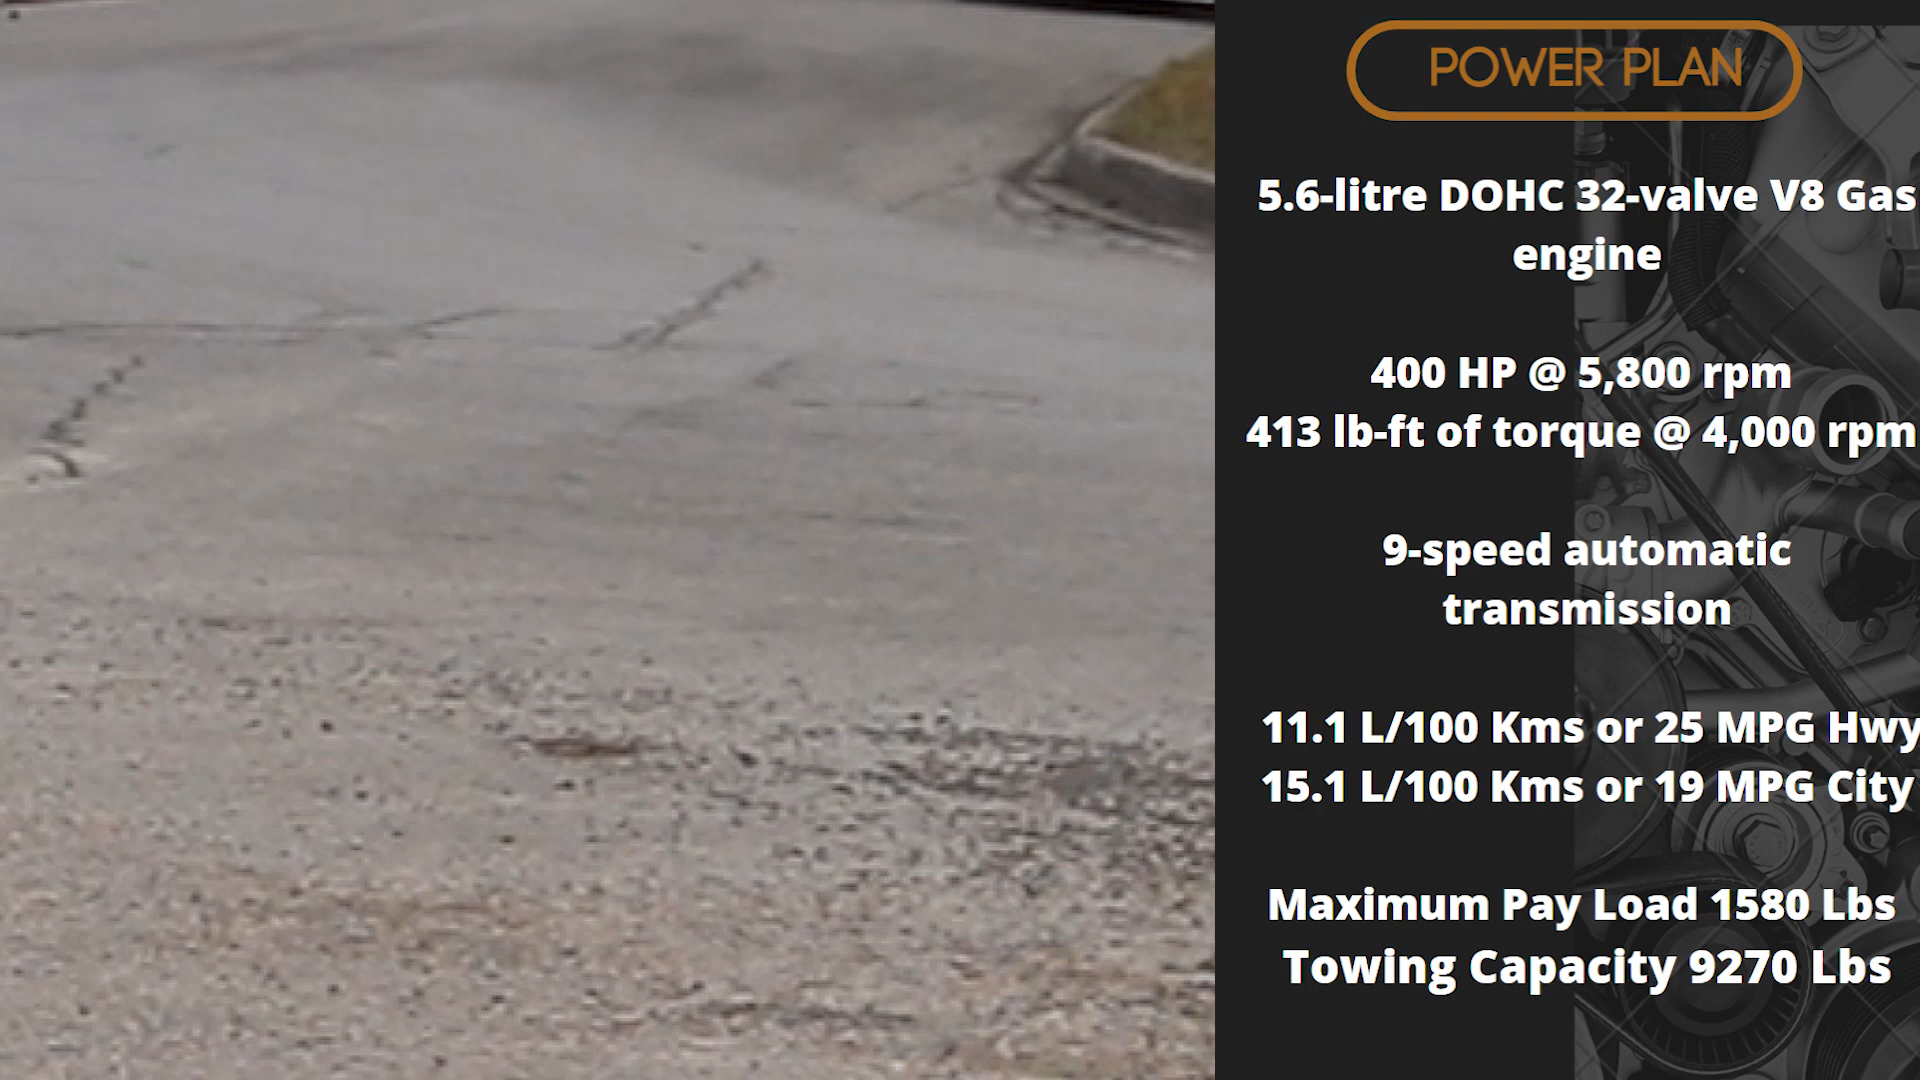 POWER PLAN
5.6-litre DOHC 32-valve V8 Gas
engine
400 HP @ 5,800 rpm
413 lb-ft of torque @ 4,000 rpm
9-speed automatic
transmission
11.1 L/100 Kms or 25 MPG Hwy
15.1 L/100 Kms or 19 MPG City
Maximum Pay Load 1580 Lbs
Towing Capacity 9270 Lbs